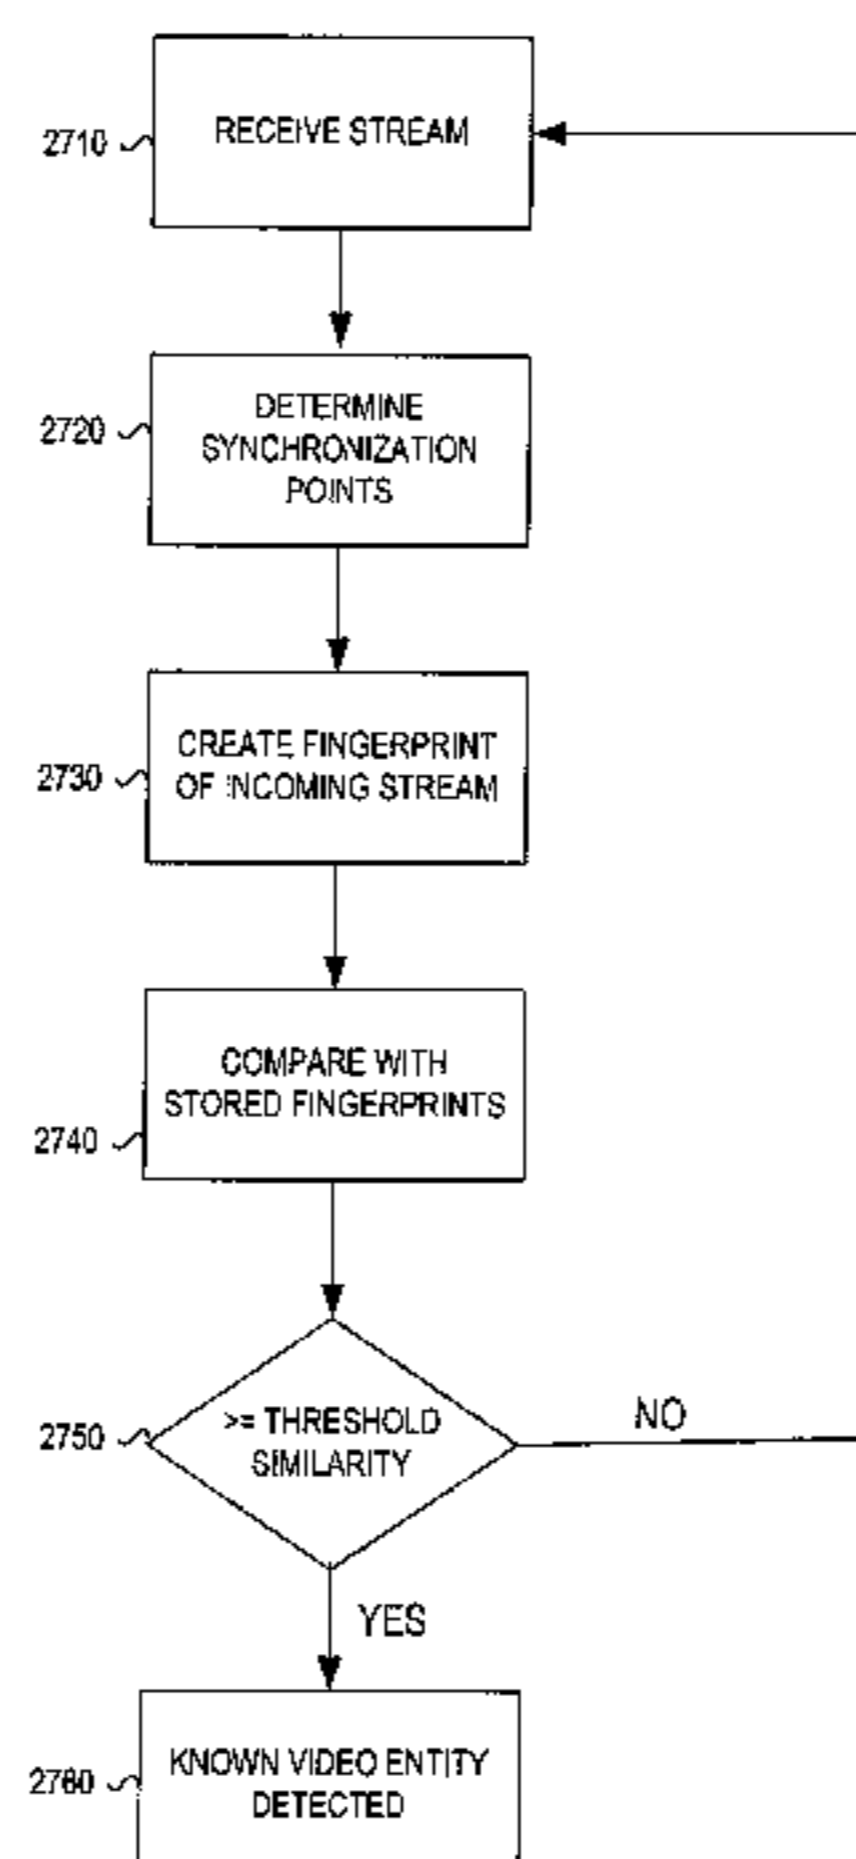 RECEIVE STREAM
2710
DETERMINE
SYNCHRONIZATION
POINTS
2720
CREATE FINGERPRINT
OF INCOMING STREAM
2730
COMPARE WITH
STORED FINGERPRINTS
2740
>= THRESHOLD
SIMILARITY
2750
NO
YES
KNOWN VIDEO ENTITY
DETECTED
2760